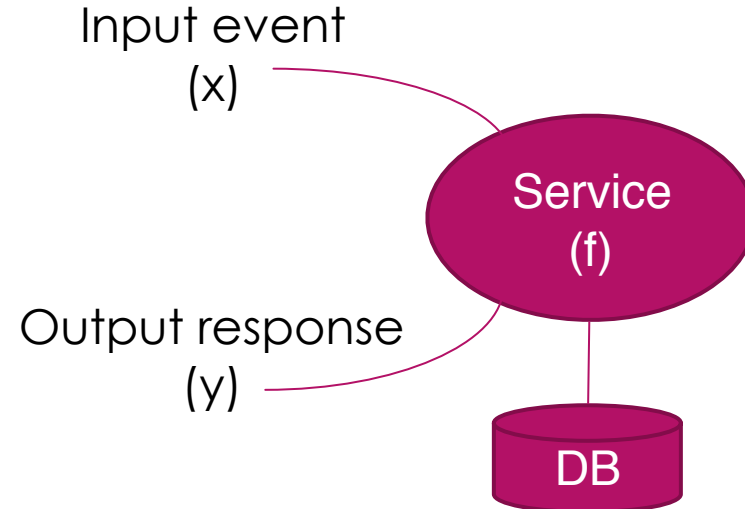 Input event
(x)
Service
(f)
Output response
(y)
DB